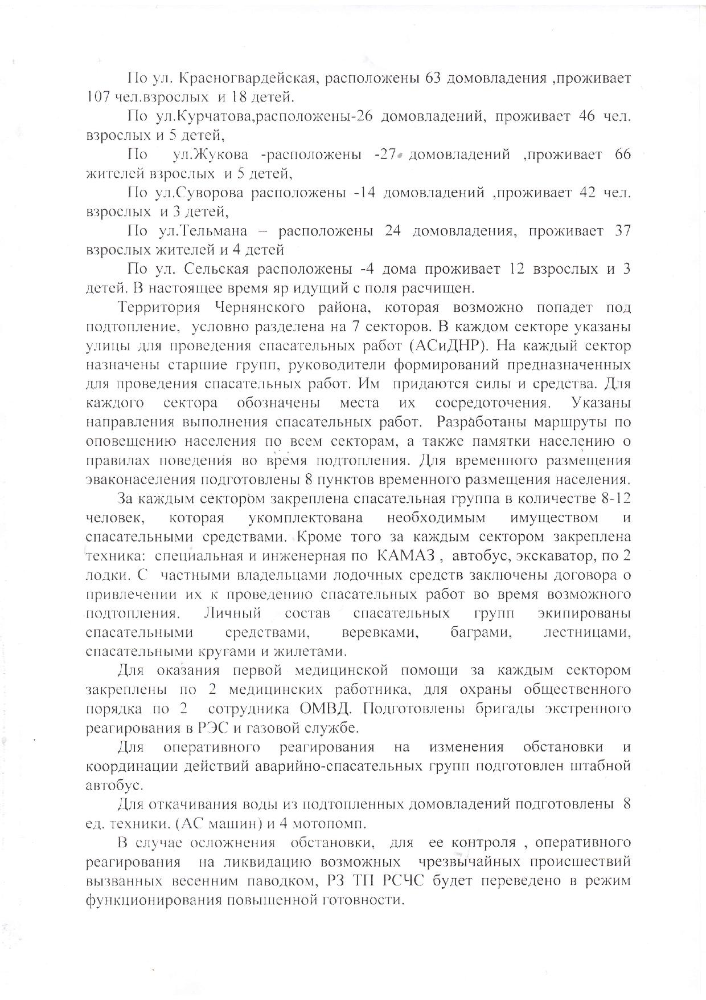 По ул. Красногвардейская, расположены 63 домовладения ,проживает
107 чел.взрослых и 18 детей.
По ул.Курчатова,расположены-26 домовладений, проживает 46 чел.
взрослых и 5 детей,
По ул.Жукова -расположены -27 домовладений ,проживает 66
жителей взрослых и 5 детей,
По ул.Суворова расположены -14 домовладений ,проживает 42 чел.
взрослых и 3 детей,
По ул.Тельмана – расположены 24 домовладения, проживает 37
взрослых жителей и 4 детей
По ул. Сельская расположены -4 дома проживает 12 взрослых и 3
детей. В настоящее время яр идущий с поля расчищен.
Территория Чернянского района, которая возможно попадет под
подтопление, условно разделена на 7 секторов. В каждом секторе указаны
улицы для проведения спасательных работ (АСиДНР). На каждый сектор
назначены старшие групп, руководители формирований предназначенных
для проведения спасательных работ. Им придаются силы и средства. Для
каждого сектора обозначены места их сосредоточения. Указаны
направления выполнения спасательных работ. Разработаны маршруты по
оповещению населения по всем секторам, а также памятки населению о
правилах поведения во время подтопления. Для временного размещения
эваконаселения подготовлены 8 пунктов временного размещения населения.
За каждым сектором закреплена спасательная группа в количестве 8-12
человек, которая укомплектована необходимым имуществом и
спасательными средствами. Кроме того за каждым сектором закреплена
техника: специальная и инженерная по КАМАЗ , автобус, экскаватор, по 2
лодки. С частными владельцами лодочных средств заключены договора о
привлечении их к проведению спасательных работ во время возможного
подтопления. Личный состав спасательных групп экипированы
спасательными средствами, веревками, баграми, лестницами,
спасательными кругами и жилетами.
Для оказания первой медицинской помощи за каждым сектором
закреплены по 2 медицинских работника, для охраны общественного
порядка по 2 сотрудника ОМВД. Подготовлены бригады экстренного
реагирования в РЭС и газовой службе.
Для оперативного реагирования на изменения обстановки и
координации действий аварийно-спасательных групп подготовлен штабной
автобус.
Для откачивания воды из подтопленных домовладений подготовлены 8
ед. техники. (АС машин) и 4 мотопомп.
В случае осложнения обстановки, для ее контроля , оперативного
реагирования на ликвидацию возможных чрезвычайных происшествий
вызванных весенним паводком, РЗ ТП РСЧС будет переведено в режим
функционирования повышенной готовности.